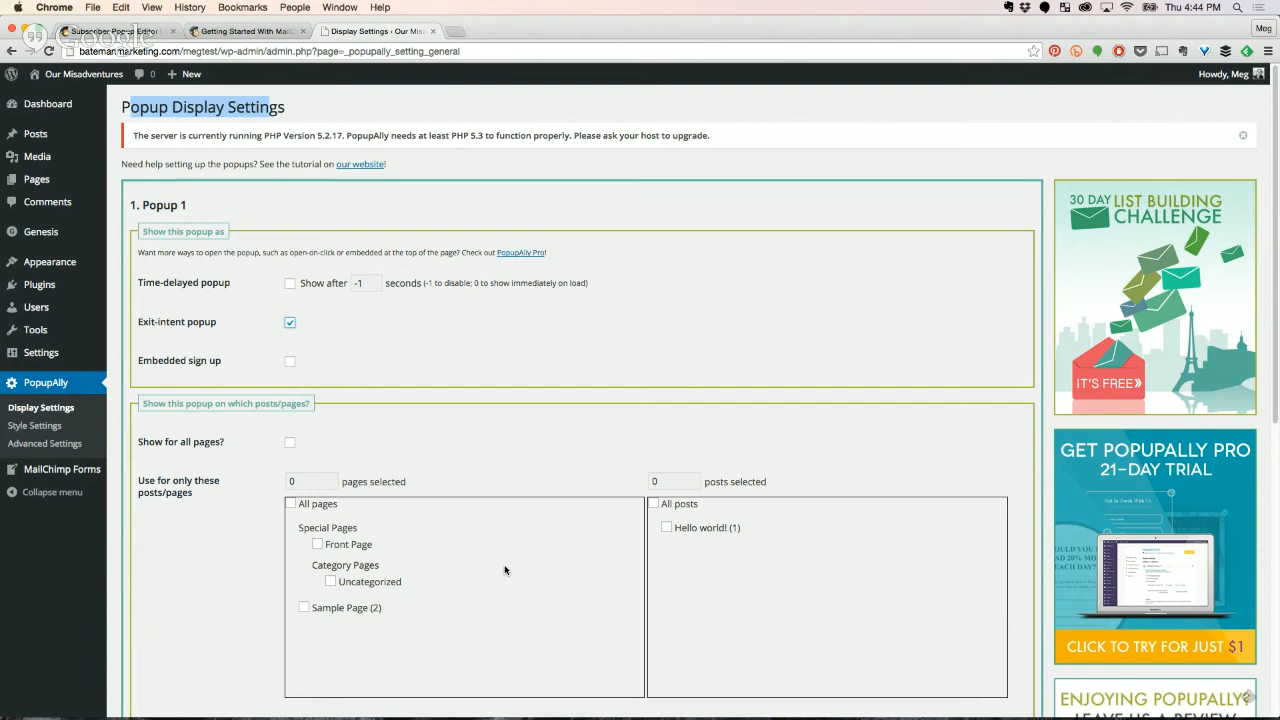 Chrome File Edit View History Bookmarks People Window Help Thu 4:44 PM
Subscriber Popup Editor Getting Started With MailC Display Settings ‹ Our Mis Meg
Google
batemanmarketing.com/megtest/wp-admin/admin.php?page=_popupally_setting_general
Our Misadventures 0 New Howdy, Meg
Dashboard
Posts
Media
Pages
Comments
Genesis
Appearance
Plugins
Users
Tools
Settings
PopupAlly
Display Settings
Style Settings
Advanced Settings
MailChimp Forms
Collapse menu
Popup Display Settings
The server is currently running PHP Version 5.2.17. PopupAlly needs at least PHP 5.3 to function properly. Please ask your host to upgrade.
Need help setting up the popups? See the tutorial on our website!
1. Popup 1
Show this popup as
Want more ways to open the popup, such as open-on-click or embedded at the top of the page? Check out PopupAlly Pro!
Time-delayed popup Show after -1 seconds (-1 to disable; 0 to show immediately on load)
Exit-intent popup
Embedded sign up
Show this popup on which posts/pages?
Show for all pages?
Use for only these
posts/pages
0 pages selected
0 posts selected
All pages
Special Pages
Front Page
Category Pages
Uncategorized
Sample Page (2)
All posts
Hello world! (1)
30 DAY LIST BUILDING
CHALLENGE
IT'S FREE»
GET POPUPALLY PRO
21-DAY TRIAL
CLICK TO TRY FOR JUST $1
ENJOYING POPUPALLY?
LEAVE US A REVIEW